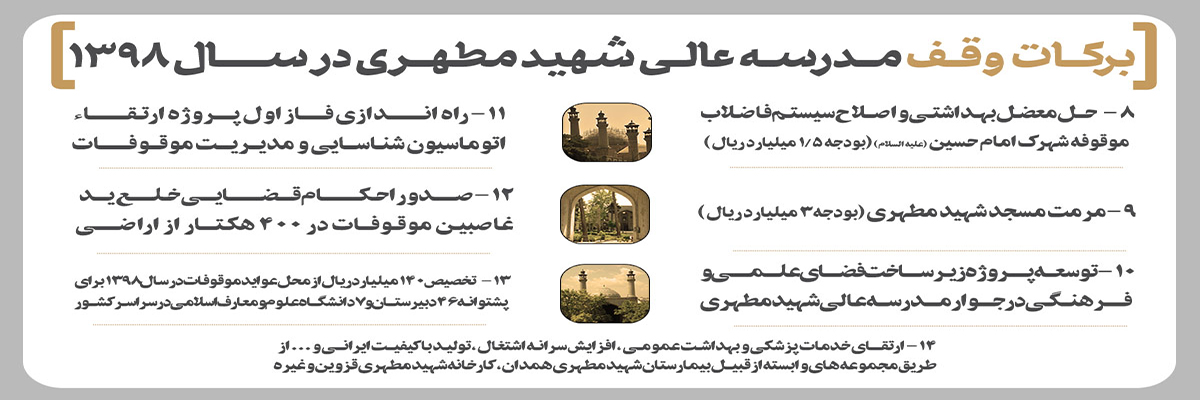 [برکات وقف مدرسه عالی شهید مطهری در سال ۱۳۹۸]
۸- حل معضل بهداشتی و اصلاح سیستم فاضلاب
موقوفه شهرک امام حسین (علیه السلام) (بودجه ۱/۵ میلیارد ریال)
۹- مرمت مسجد شهید مطهری (بودجه ۳ میلیارد ریال)
۱۰- توسعه پروژه زیرساخت فضای علمی و
فرهنگی در جوار مدرسه عالی شهید مطهری
۱۱- راه اندازی فاز اول پروژه ارتقاء
اتوماسیون شناسایی و مدیریت موقوفات
۱۲- صدور احکام قضایی خلع ید
غاصبین موقوفات در ۴۰۰ هکتار از اراضی
۱۳- تخصیص ۱۴۰ میلیارد ریال از محل عواید موقوفات در سال ۱۳۹۸ برای
پشتوانه ۴۶ دبیرستان و ۷ دانشگاه علوم و معارف اسلامی در سراسر کشور
۱۴- ارتقای خدمات پزشکی و بهداشت عمومی، افزایش سرانه اشتغال، تولید با کیفیت ایرانی و ... از
طریق مجموعه های وابسته از قبیل بیمارستان شهید مطهری همدان، کارخانه شهید مطهری قزوین و غیره